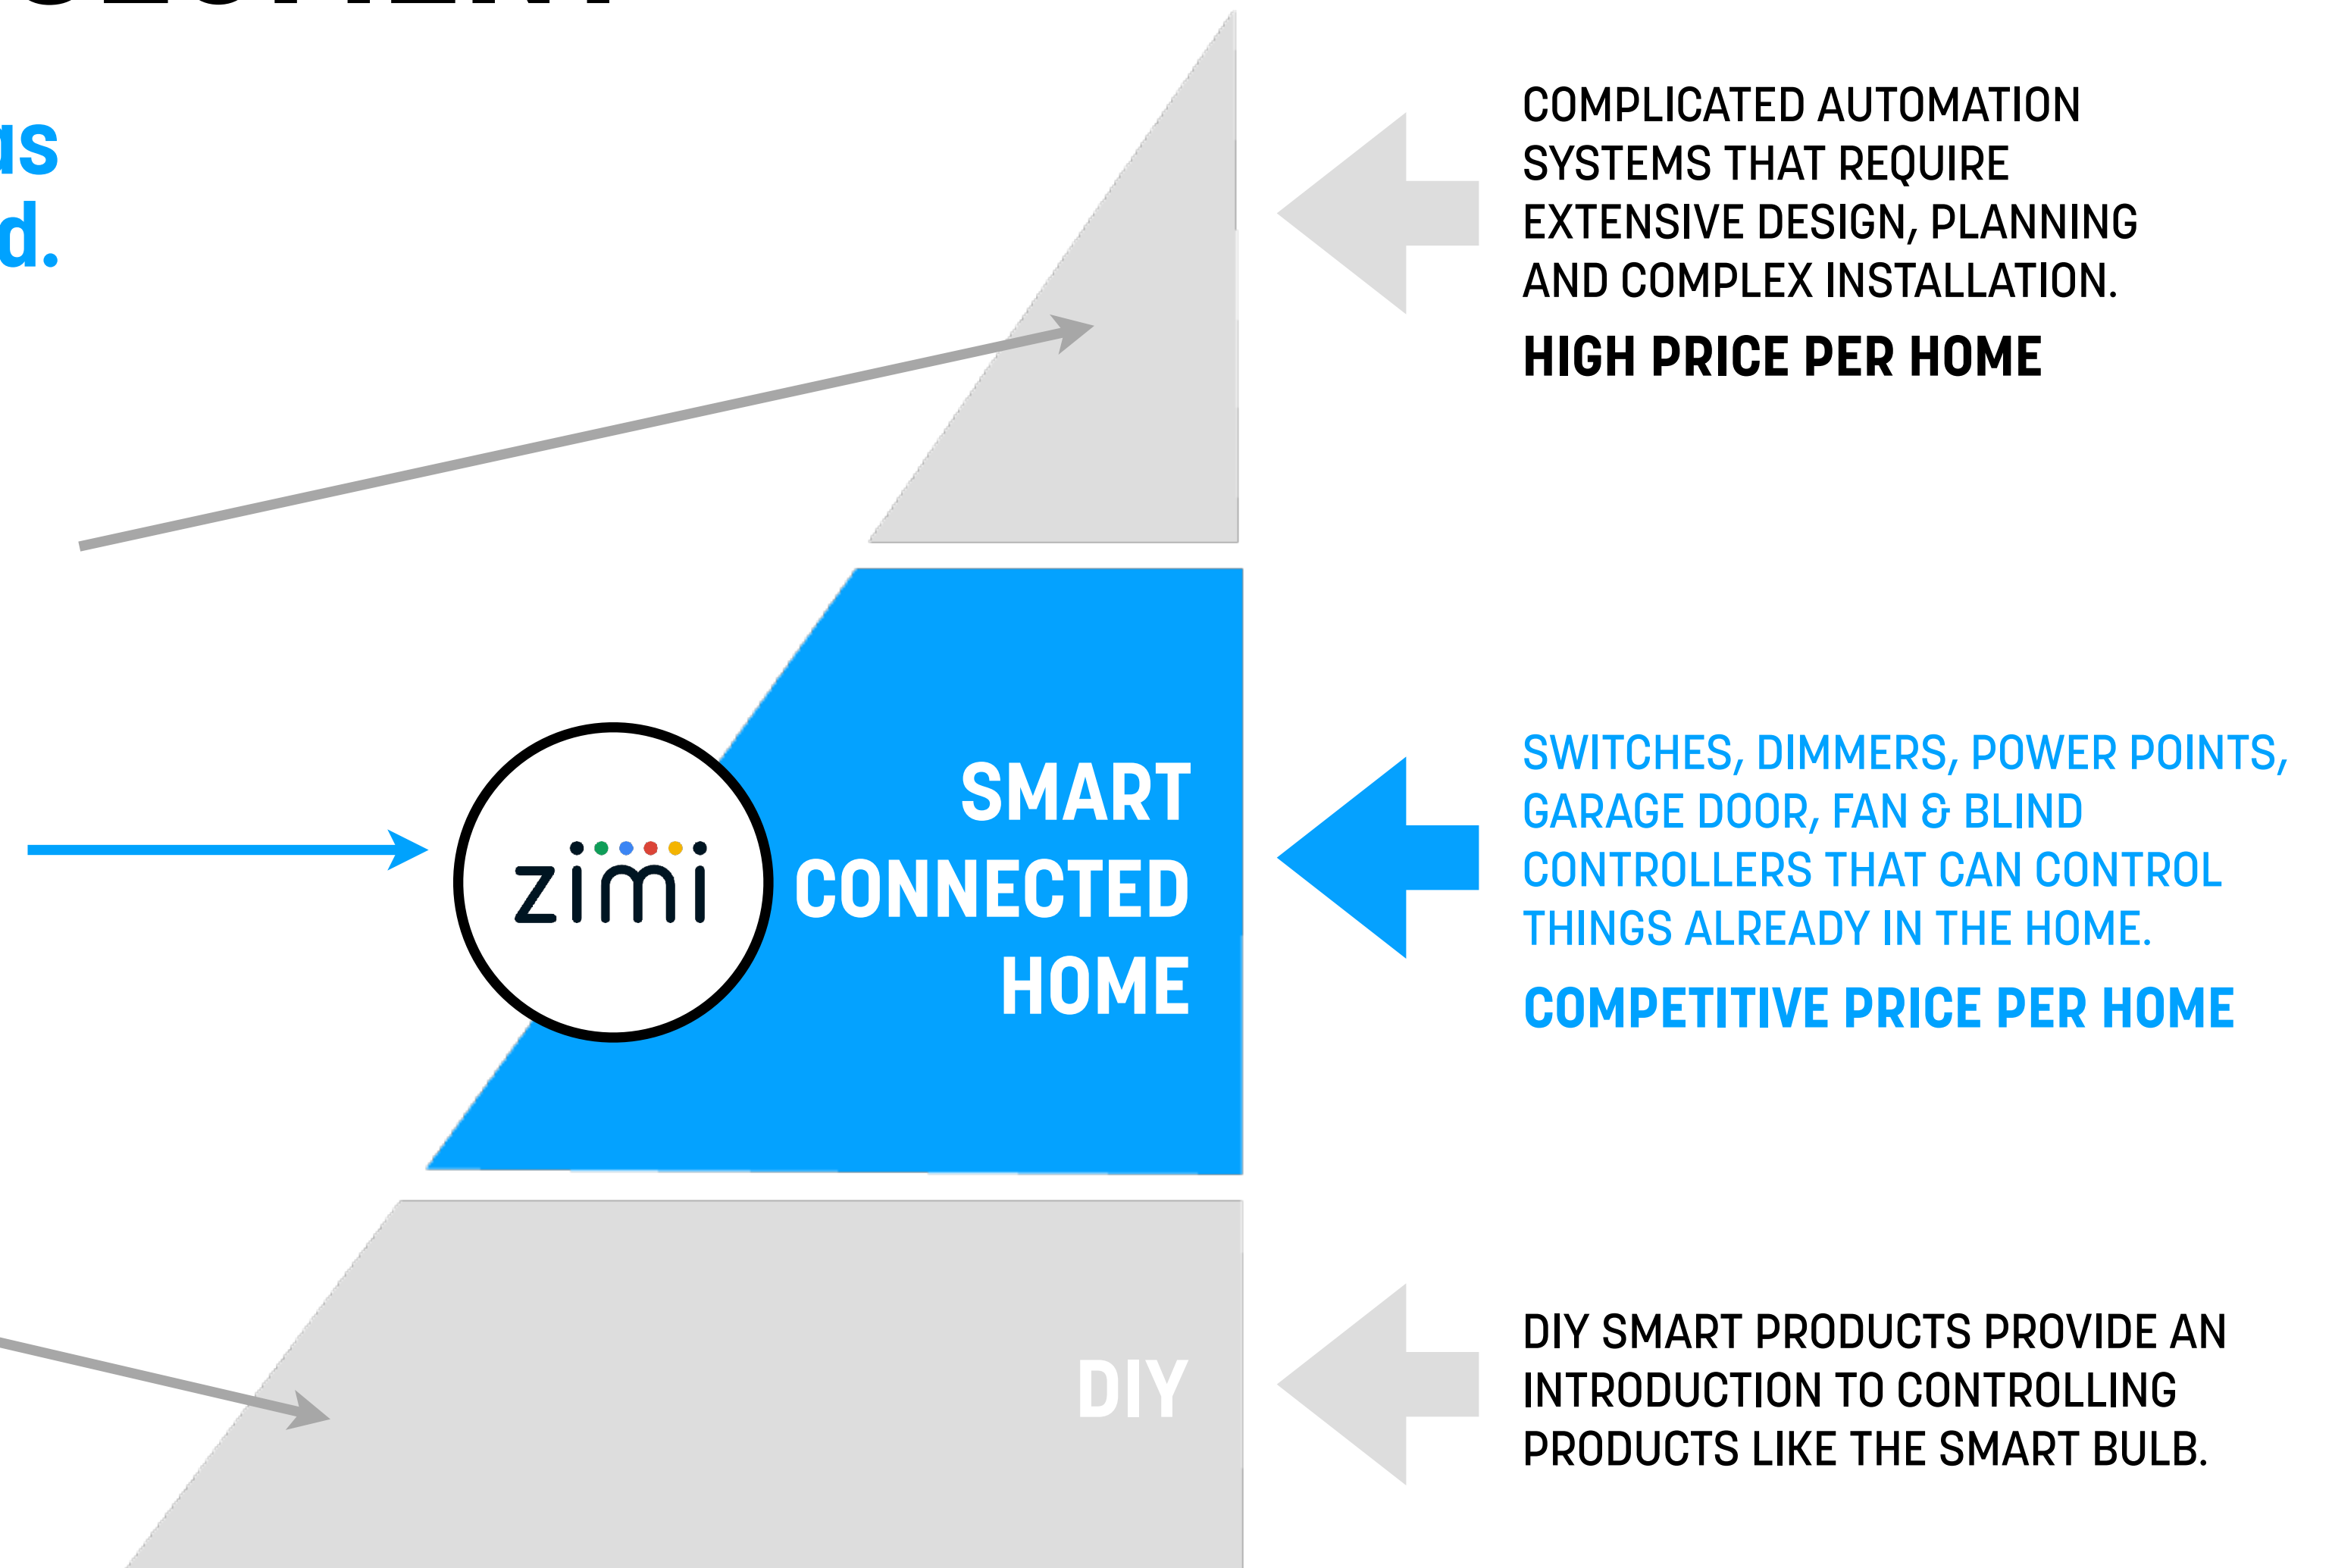 d.
COMPLICATED AUTOMATION
SYSTEMS THAT REQUIRE
EXTENSIVE DESIGN, PLANNING
AND COMPLEX INSTALLATION.
HIGH PRICE PER HOME
zimi
SMART
CONNECTED
HOME
SWITCHES, DIMMERS, POWER POINTS,
GARAGE DOOR, FAN & BLIND
CONTROLLERS THAT CAN CONTROL
THINGS ALREADY IN THE HOME.
COMPETITIVE PRICE PER HOME
DIY
DIY SMART PRODUCTS PROVIDE AN
INTRODUCTION TO CONTROLLING
PRODUCTS LIKE THE SMART BULB.